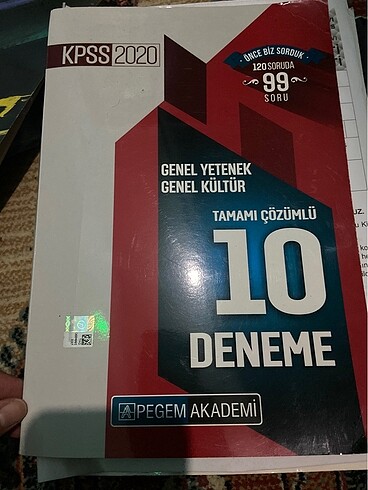 KPSS 2020
ÖNCE BİZ SORDUK
120 SORUDA
99
SORU
GENEL YETENEK
GENEL KÜLTÜR
TAMAMI ÇÖZÜMLÜ
10
DENEME
PEGEM AKADEMİ